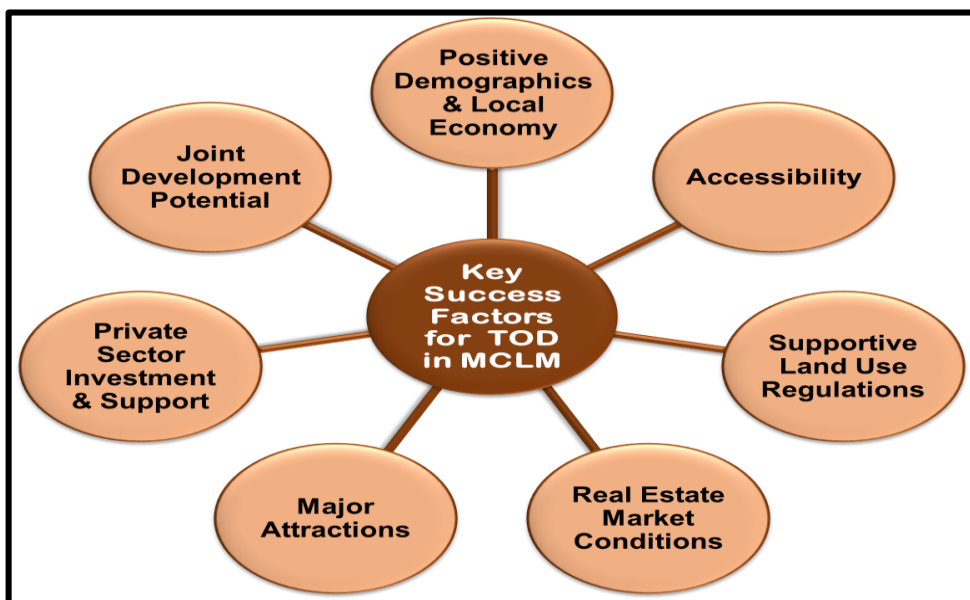 Positive
Demographics
& Local
Economy
Accessibility
Supportive
Land Use
Regulations
Real Estate
Market
Conditions
Major
Attractions
Private
Sector
Investment
& Support
Joint
Development
Potential
Key
Success
Factors
for TOD
in MCLM